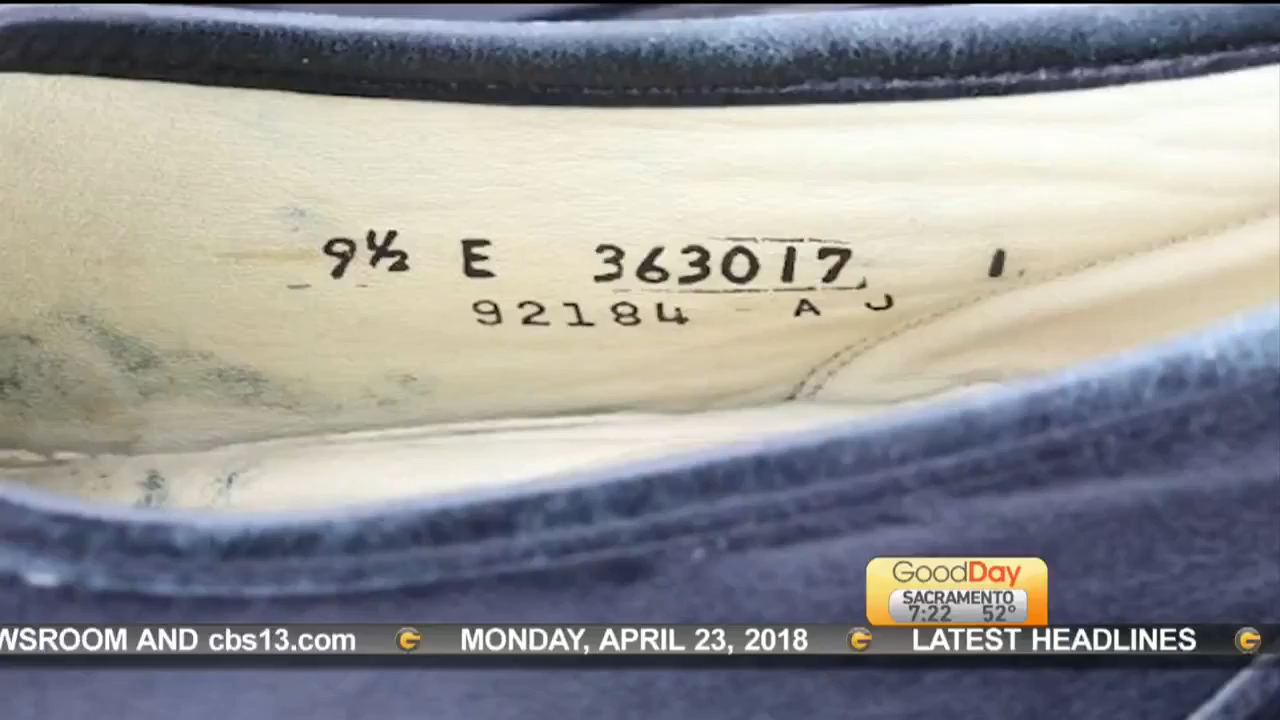 9½ E 363017 1
92184 - A J
GoodDay
SACRAMENTO
7:22 52°
WSROOM AND cbs13.com MONDAY, APRIL 23, 2018 LATEST HEADLINES